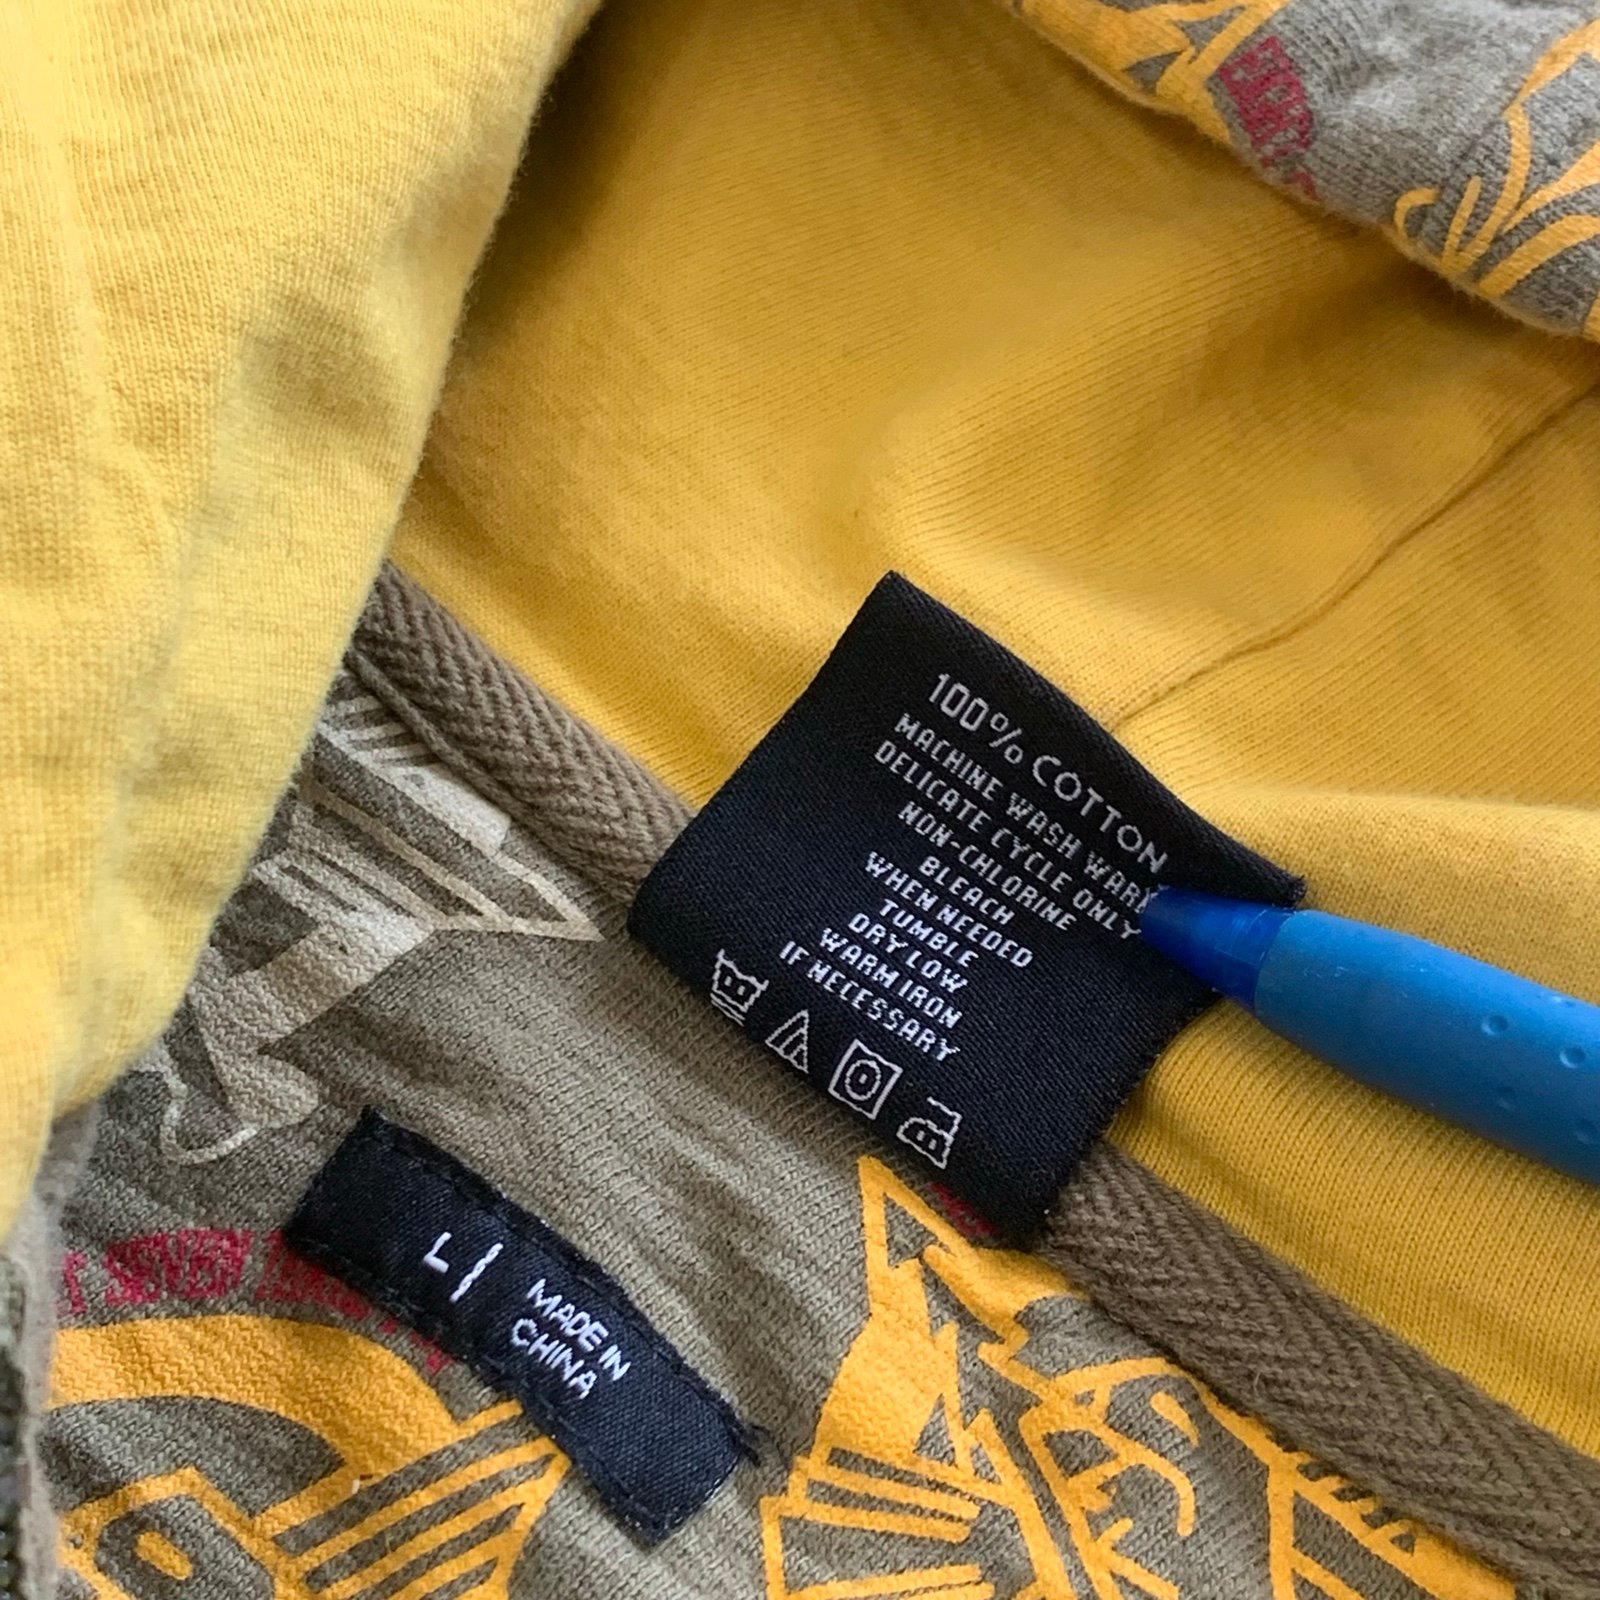 100% COTTON
MACHINE WASH WARM
DELICATE CYCLE ONLY
NON-CHLORINE
BLEACH
WHEN NEEDED
TUMBLE
DRY LOW
WARM IRON
IF NECESSARY
L
MADE IN
CHINA
SEVEN